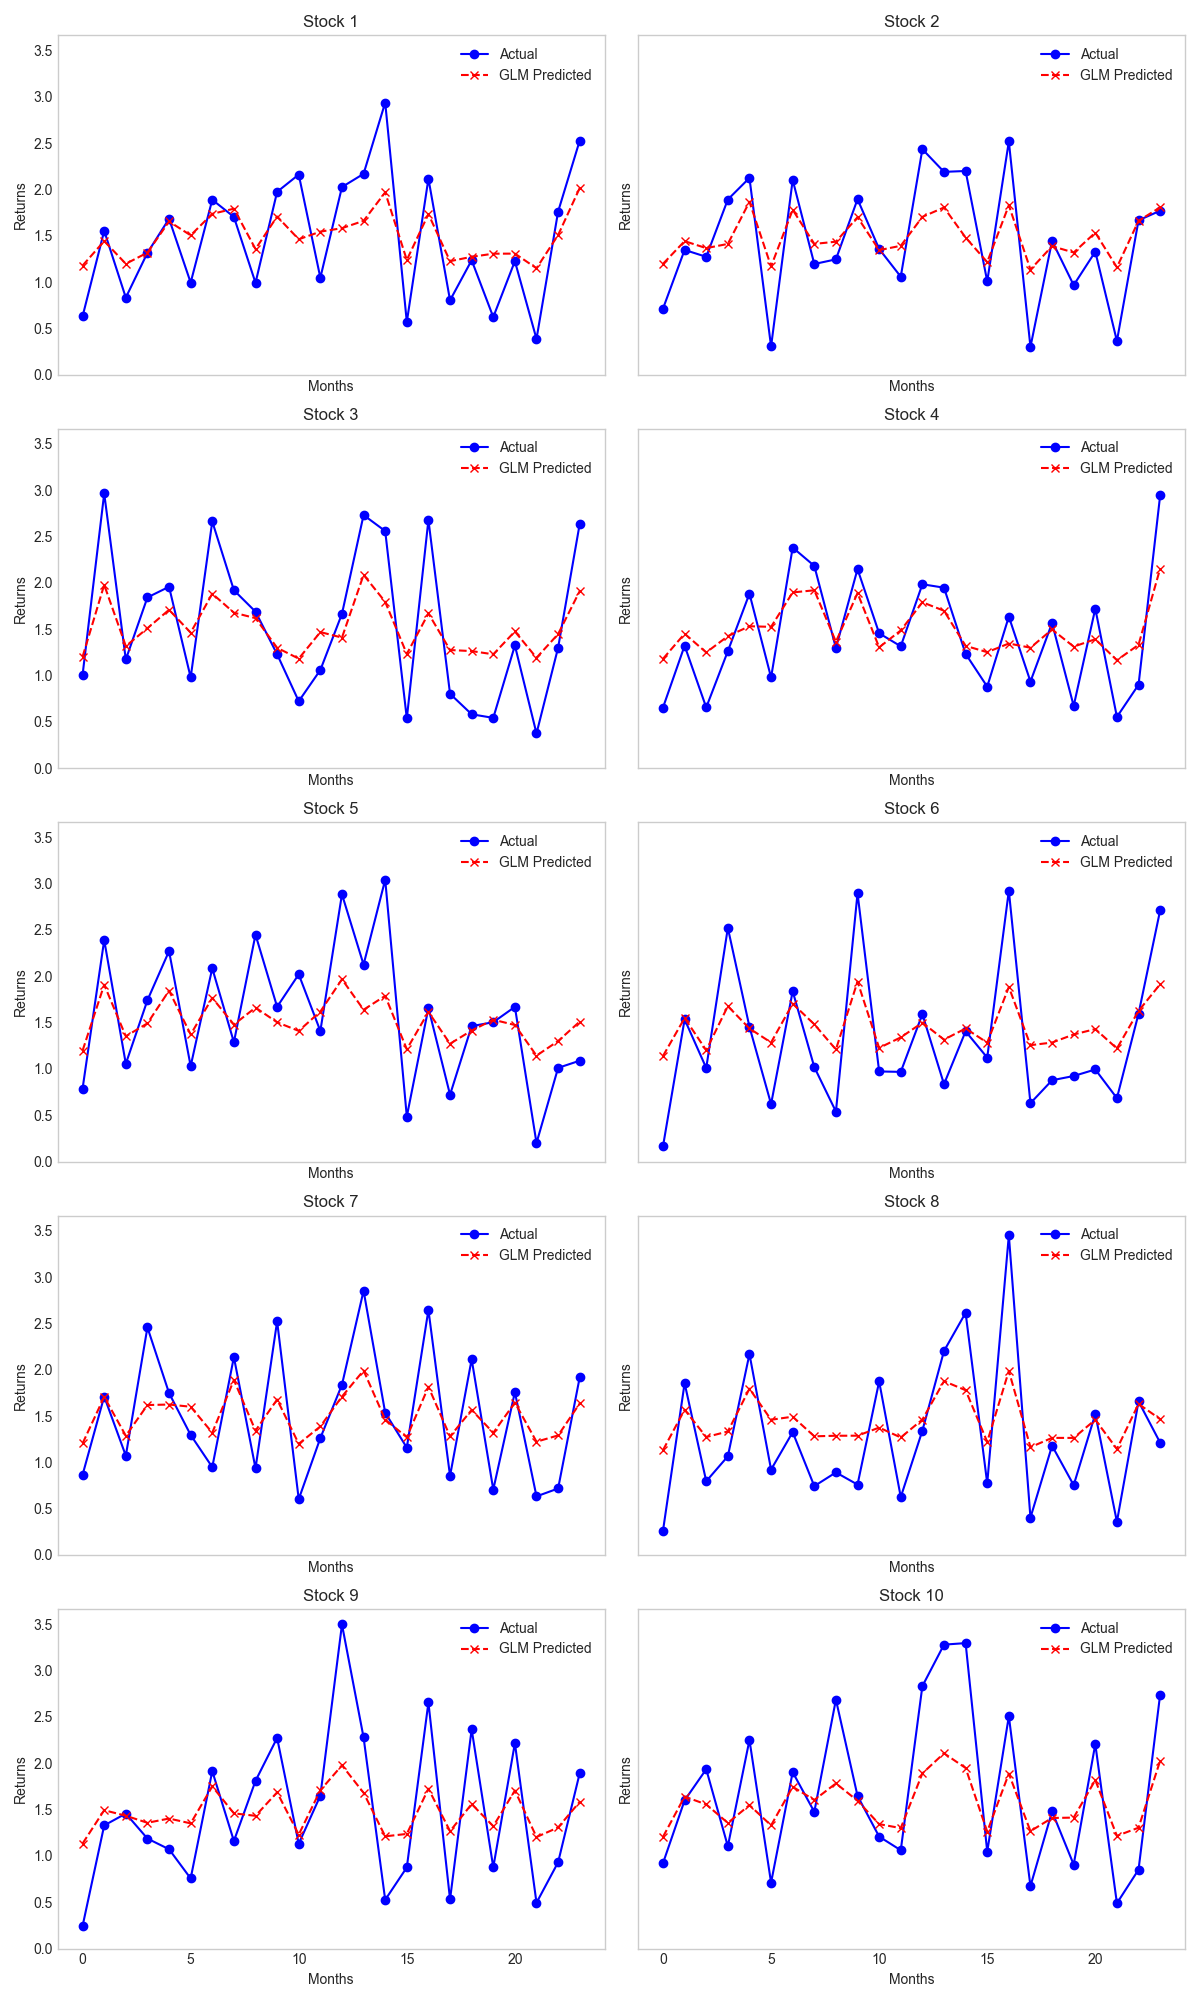 Stock 1
Stock 2
3.5
3.0
2.5
2.0
1.5
1.0
0.5
0.0
Returns
Actual
GLM Predicted
Months
Returns
Actual
GLM Predicted
Months
Stock 3
Stock 4
3.5
3.0
2.5
2.0
1.5
1.0
0.5
0.0
Returns
Actual
GLM Predicted
Months
Returns
Actual
GLM Predicted
Months
Stock 5
Stock 6
3.5
3.0
2.5
2.0
1.5
1.0
0.5
0.0
Returns
Actual
GLM Predicted
Months
Returns
Actual
GLM Predicted
Months
Stock 7
Stock 8
3.5
3.0
2.5
2.0
1.5
1.0
0.5
0.0
Returns
Actual
GLM Predicted
Months
Returns
Actual
GLM Predicted
Months
Stock 9
Stock 10
3.5
3.0
2.5
2.0
1.5
1.0
0.5
0.0
Returns
Actual
GLM Predicted
0 5 10 15 20
Months
Returns
Actual
GLM Predicted
0 5 10 15 20
Months